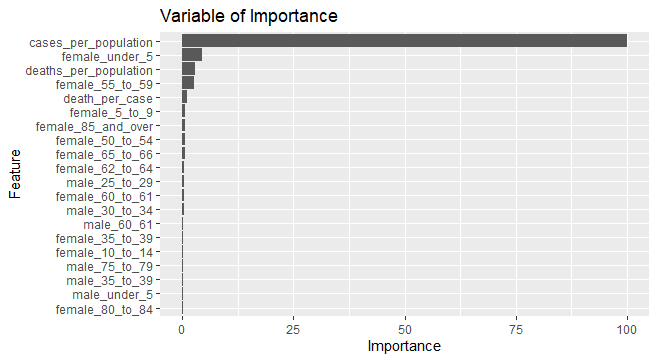 Variable of Importance
cases_per_population
female_under_5
deaths_per_population
female_55_to_59
death_per_case
female_5_to_9
female_85_and_over
female_50_to_54
female_65_to_66
female_62_to_64
male_25_to_29
female_60_to_61
male_30_to_34
male_60_61
female_35_to_39
female_10_to_14
male_75_to_79
male_35_to_39
male_under_5
female_80_to_84
Feature
0 25 50 75 100
Importance